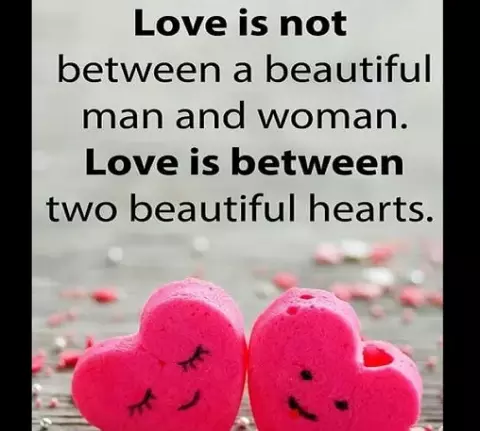 Love is not
between a beautiful
man and woman.
Love is between
two beautiful hearts.